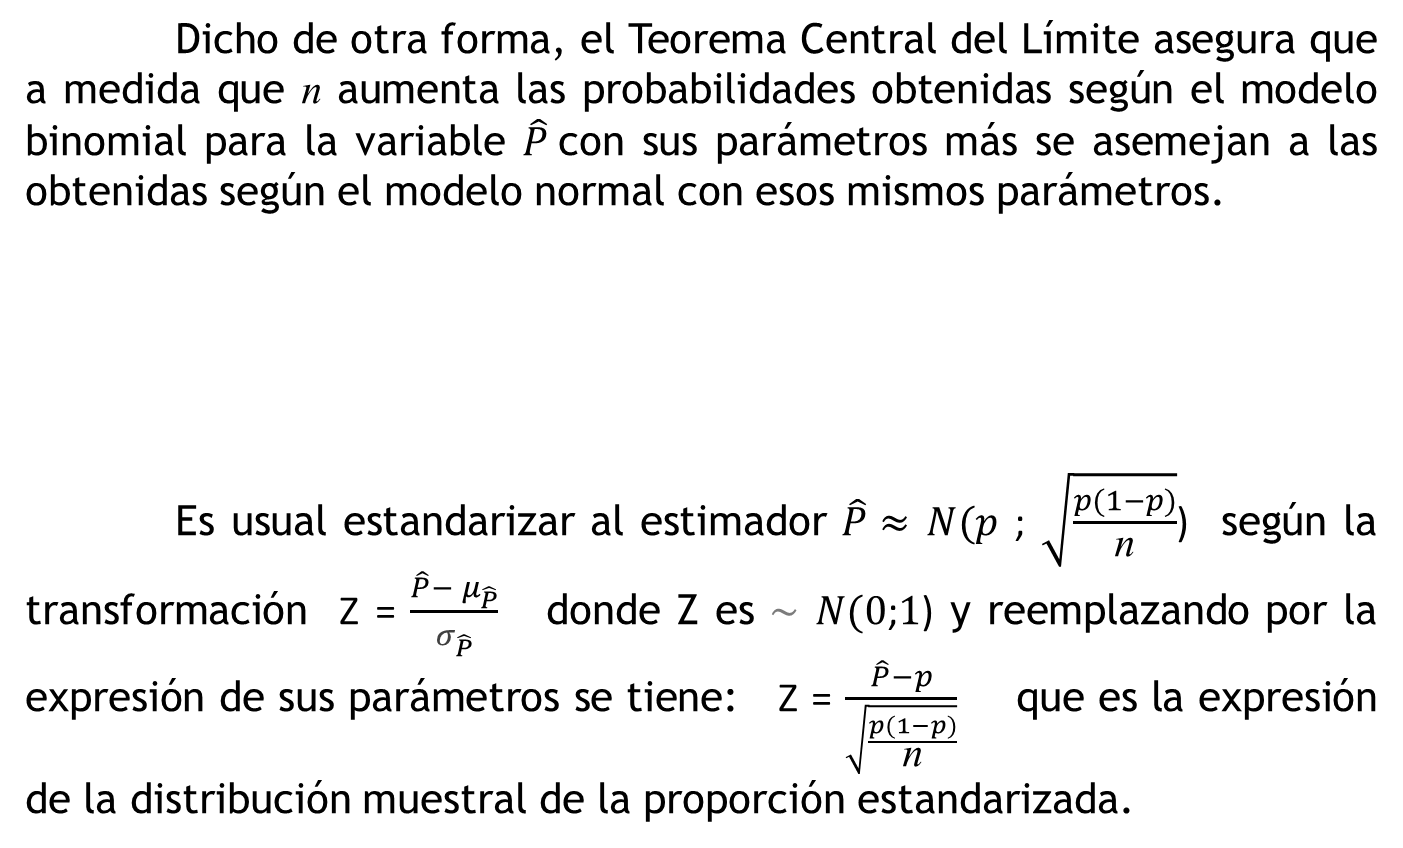 Dicho de otra forma, el Teorema Central del Límite asegura que
a medida que n aumenta las probabilidades obtenidas según el modelo
binomial para la variable P̂ con sus parámetros más se asemejan a las
obtenidas según el modelo normal con esos mismos parámetros.
Es usual estandarizar al estimador P̂ ≈ N(p ; √(p(1−p)/n)) según la
transformación Z = (P̂ − μ_P̂)/σ_P̂ donde Z es ~ N(0;1) y reemplazando por la
expresión de sus parámetros se tiene: Z = (P̂−p)/√(p(1−p)/n) que es la expresión
de la distribución muestral de la proporción estandarizada.